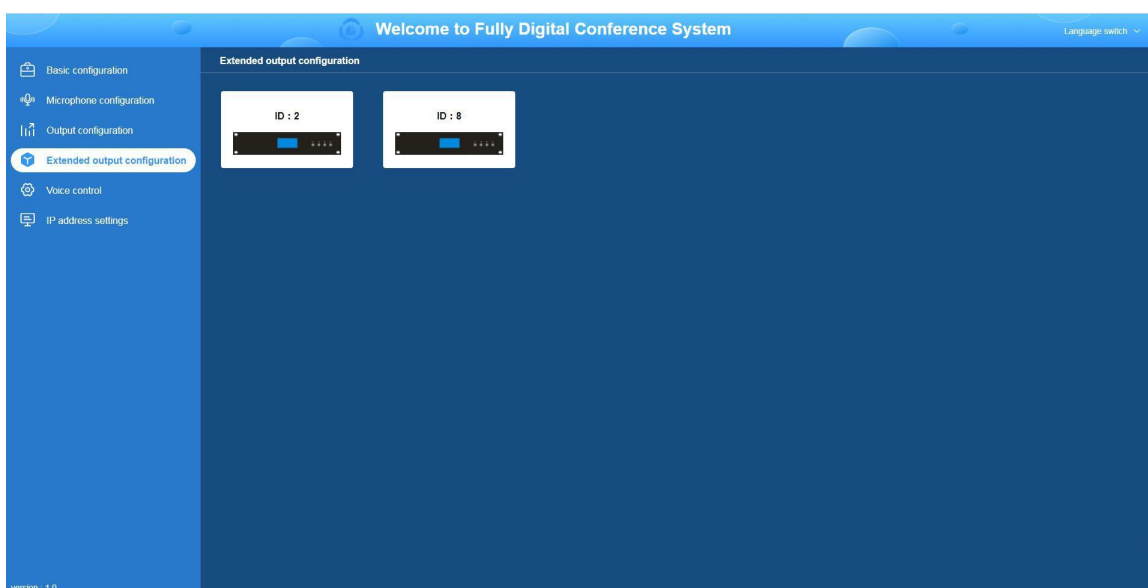 Welcome to Fully Digital Conference System
Language switch
Basic configuration
Microphone configuration
Output configuration
Extended output configuration
Voice control
IP address settings
version : 1.0
Extended output configuration
ID : 2
ID : 8